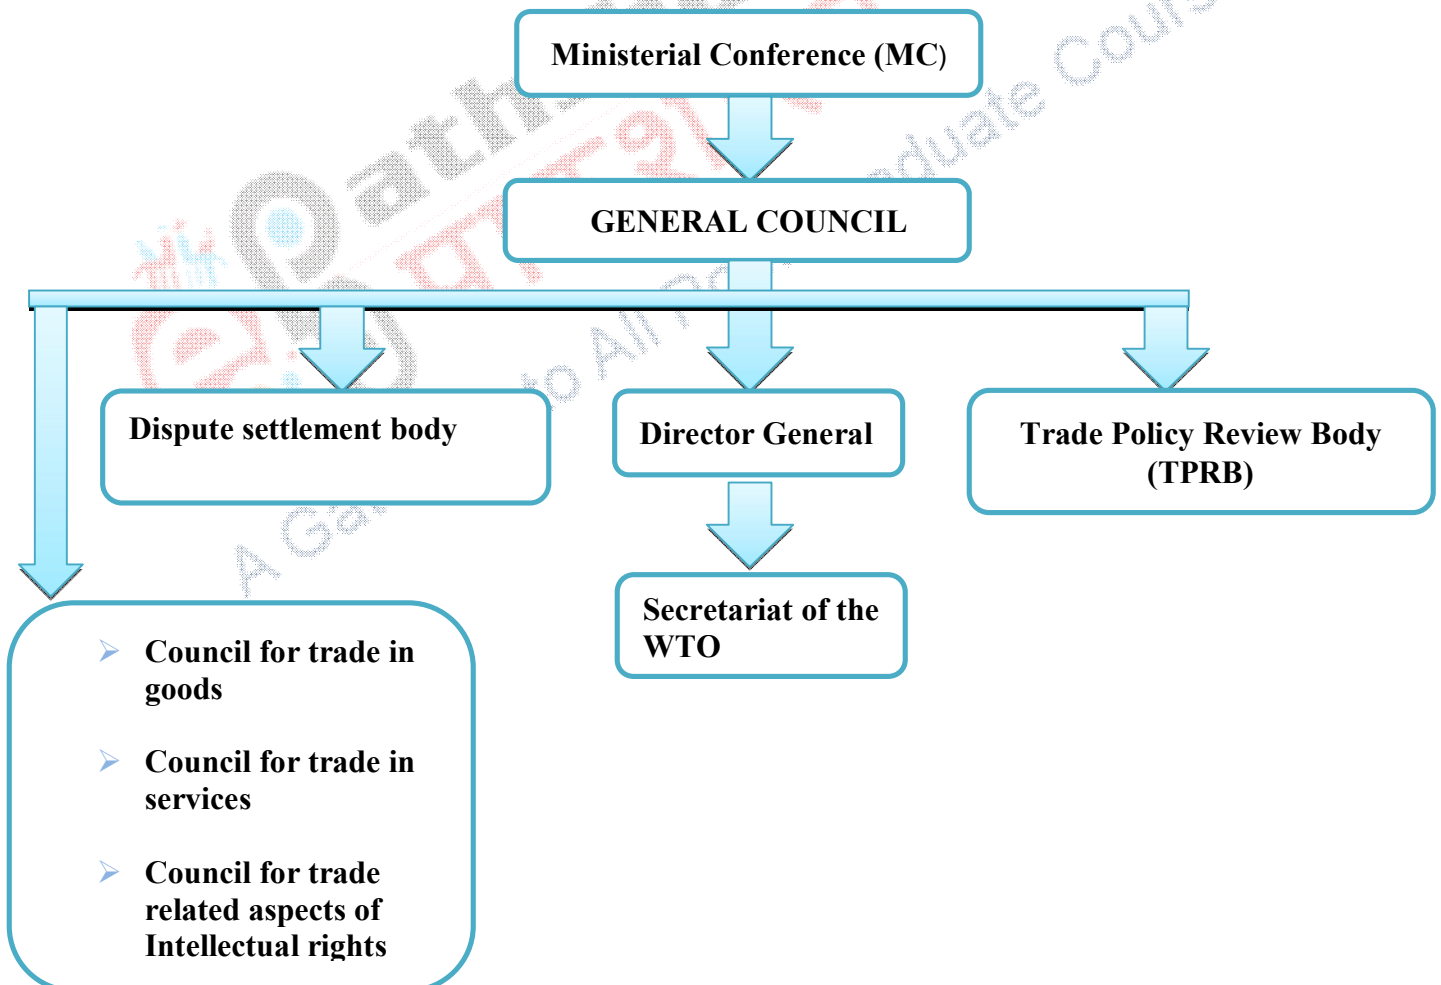 Ministerial Conference (MC)
GENERAL COUNCIL
Dispute settlement body
Director General
Trade Policy Review Body
(TPRB)
Secretariat of the
WTO
➢ Council for trade in
goods
➢ Council for trade in
services
➢ Council for trade
related aspects of
Intellectual rights